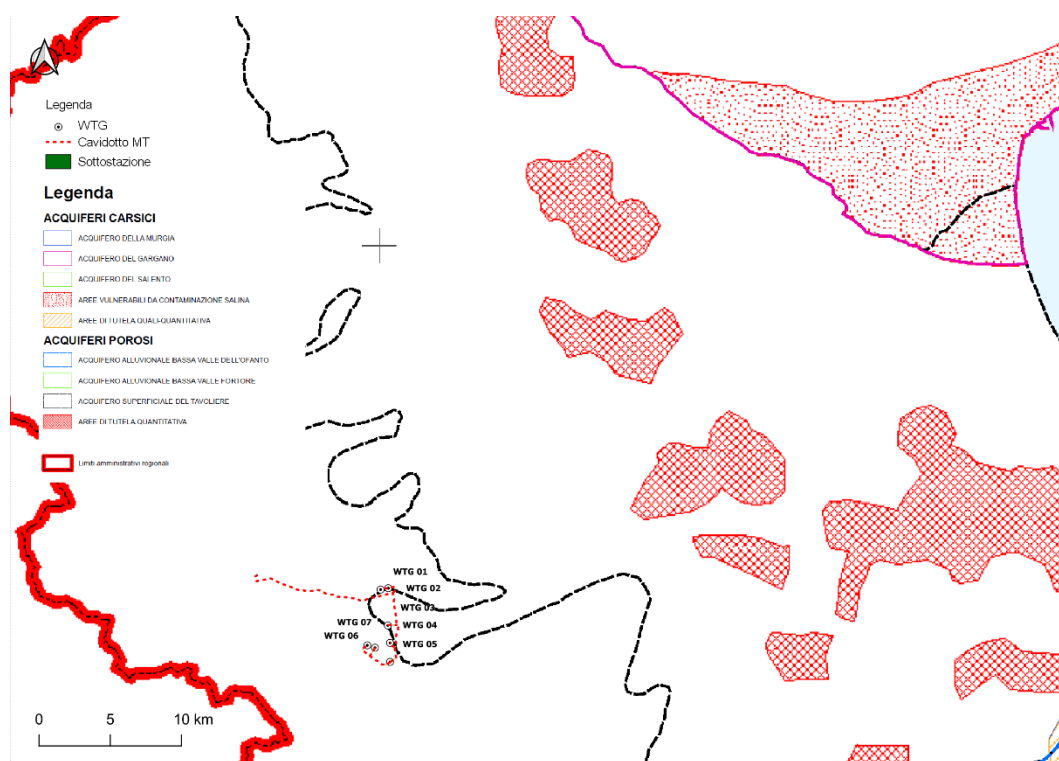 Legenda
WTG
Cavidotto MT
Sottostazione
Legenda
ACQUIFERI CARSICI
ACQUIFERO DELLA MURGIA
ACQUIFERO DEL GARGANO
ACQUIFERO DEL SALENTO
AREE VULNERABILI DA CONTAMINAZIONE SALINA
AREE DI TUTELA QUALI-QUANTITATIVA
ACQUIFERI POROSI
ACQUIFERO ALLUVIONALE BASSA VALLE DELL'OFANTO
ACQUIFERO ALLUVIONALE BASSA VALLE FORTORE
ACQUIFERO SUPERFICIALE DEL TAVOLIERE
AREE DI TUTELA QUANTITATIVA
Limiti amministrativi regionali
WTG 01
WTG 02
WTG 03
WTG 07
WTG 04
WTG 06
WTG 05
0 5 10 km